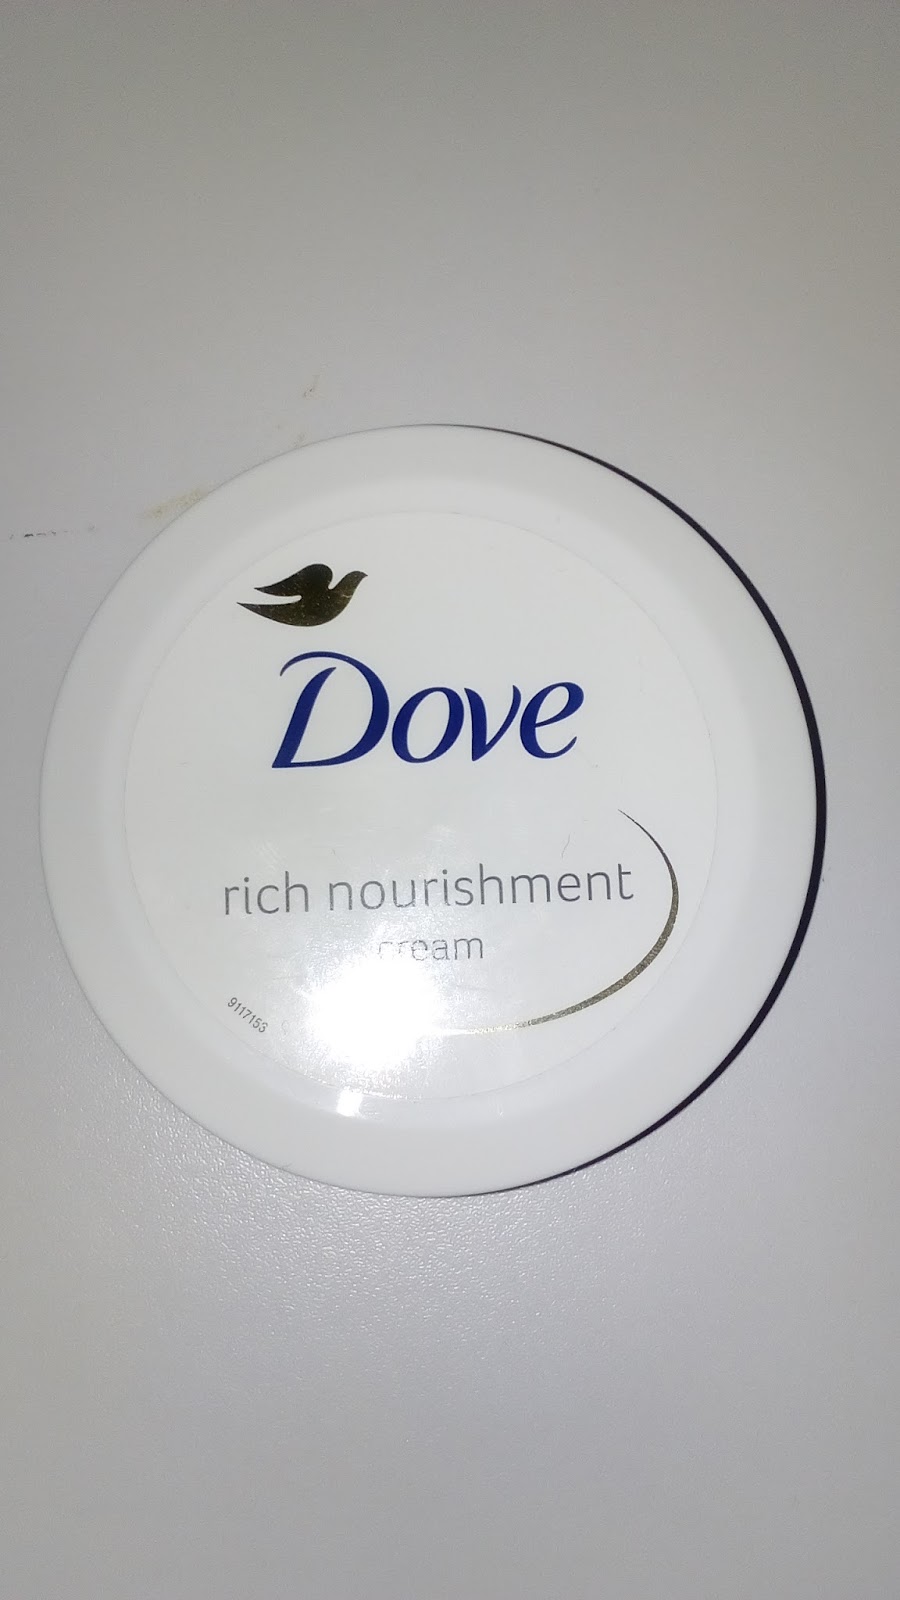 Dove
rich nourishment
cream
9117153